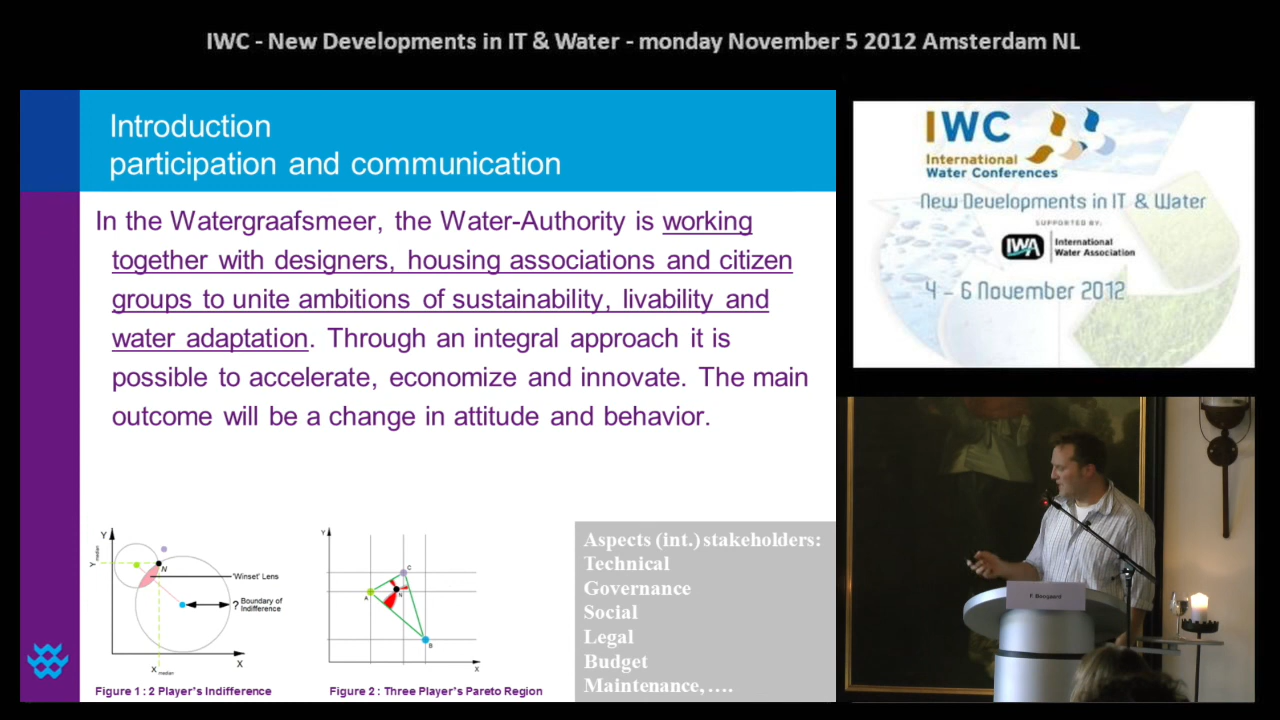 IWC - New Developments in IT & Water - monday November 5 2012 Amsterdam NL
Introduction
participation and communication
In the Watergraafsmeer, the Water-Authority is working
together with designers, housing associations and citizen
groups to unite ambitions of sustainability, livability and
water adaptation. Through an integral approach it is
possible to accelerate, economize and innovate. The main
outcome will be a change in attitude and behavior.
Y
Y median
N
'Winset' Lens
? Boundary of
Indifference
X median
X
Figure 1 : 2 Player's Indifference
Y
C
A
N
B
X
Figure 2 : Three Player's Pareto Region
Aspects (int.) stakeholders:
Technical
Governance
Social
Legal
Budget
Maintenance, ....
IWC
International
Water Conferences
New Developments in IT & Water
SUPPORTED BY:
IWA International
Water Association
4 – 6 November 2012
F. Boogaard